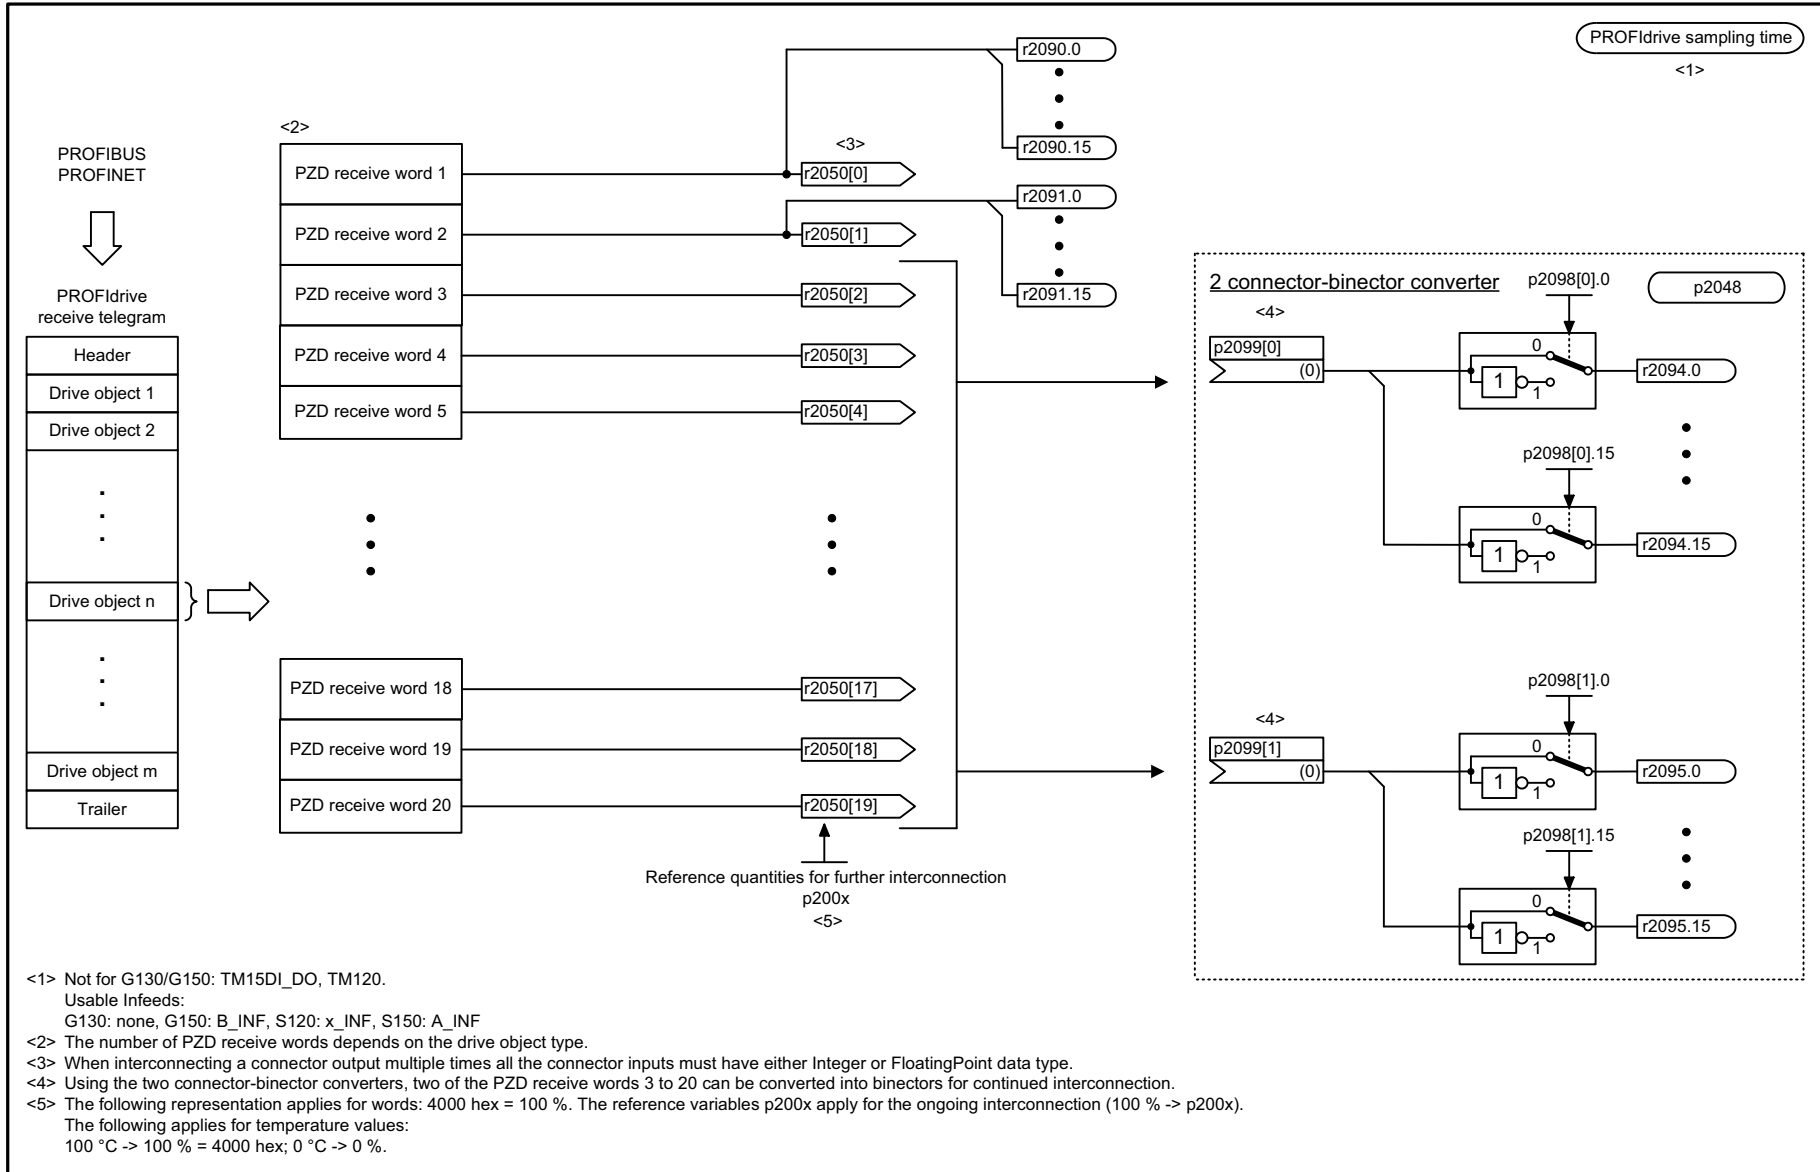 PROFIdrive sampling time
<1>
PROFIBUS
PROFINET
PROFIdrive
receive telegram
Header
Drive object 1
Drive object 2
Drive object n
Drive object m
Trailer
<2>
PZD receive word 1
PZD receive word 2
PZD receive word 3
PZD receive word 4
PZD receive word 5
PZD receive word 18
PZD receive word 19
PZD receive word 20
<3>
r2050[0]
r2050[1]
r2050[2]
r2050[3]
r2050[4]
r2050[17]
r2050[18]
r2050[19]
Reference quantities for further interconnection
p200x
<5>
r2090.0
r2090.15
r2091.0
r2091.15
2 connector-binector converter
p2048
<4>
p2099[0]
(0)
p2098[0].0
0
1
1
r2094.0
p2098[0].15
0
1
1
r2094.15
<4>
p2099[1]
(0)
p2098[1].0
0
1
1
r2095.0
p2098[1].15
0
1
1
r2095.15
<1> Not for G130/G150: TM15DI_DO, TM120.
Usable Infeeds:
G130: none, G150: B_INF, S120: x_INF, S150: A_INF
<2> The number of PZD receive words depends on the drive object type.
<3> When interconnecting a connector output multiple times all the connector inputs must have either Integer or FloatingPoint data type.
<4> Using the two connector-binector converters, two of the PZD receive words 3 to 20 can be converted into binectors for continued interconnection.
<5> The following representation applies for words: 4000 hex = 100 %. The reference variables p200x apply for the ongoing interconnection (100 % -> p200x).
The following applies for temperature values:
100 °C -> 100 % = 4000 hex; 0 °C -> 0 %.